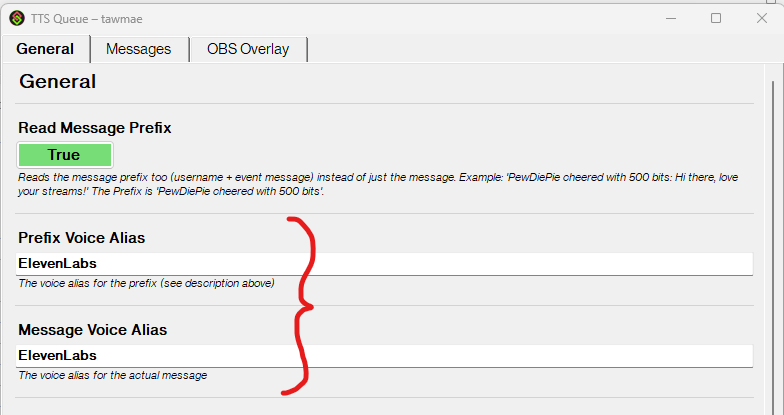 TTS Queue – tawmae
General Messages OBS Overlay
General
Read Message Prefix
True
Reads the message prefix too (username + event message) instead of just the message. Example: 'PewDiePie cheered with 500 bits: Hi there, love
your streams!' The Prefix is 'PewDiePie cheered with 500 bits'.
Prefix Voice Alias
ElevenLabs
The voice alias for the prefix (see description above)
Message Voice Alias
ElevenLabs
The voice alias for the actual message